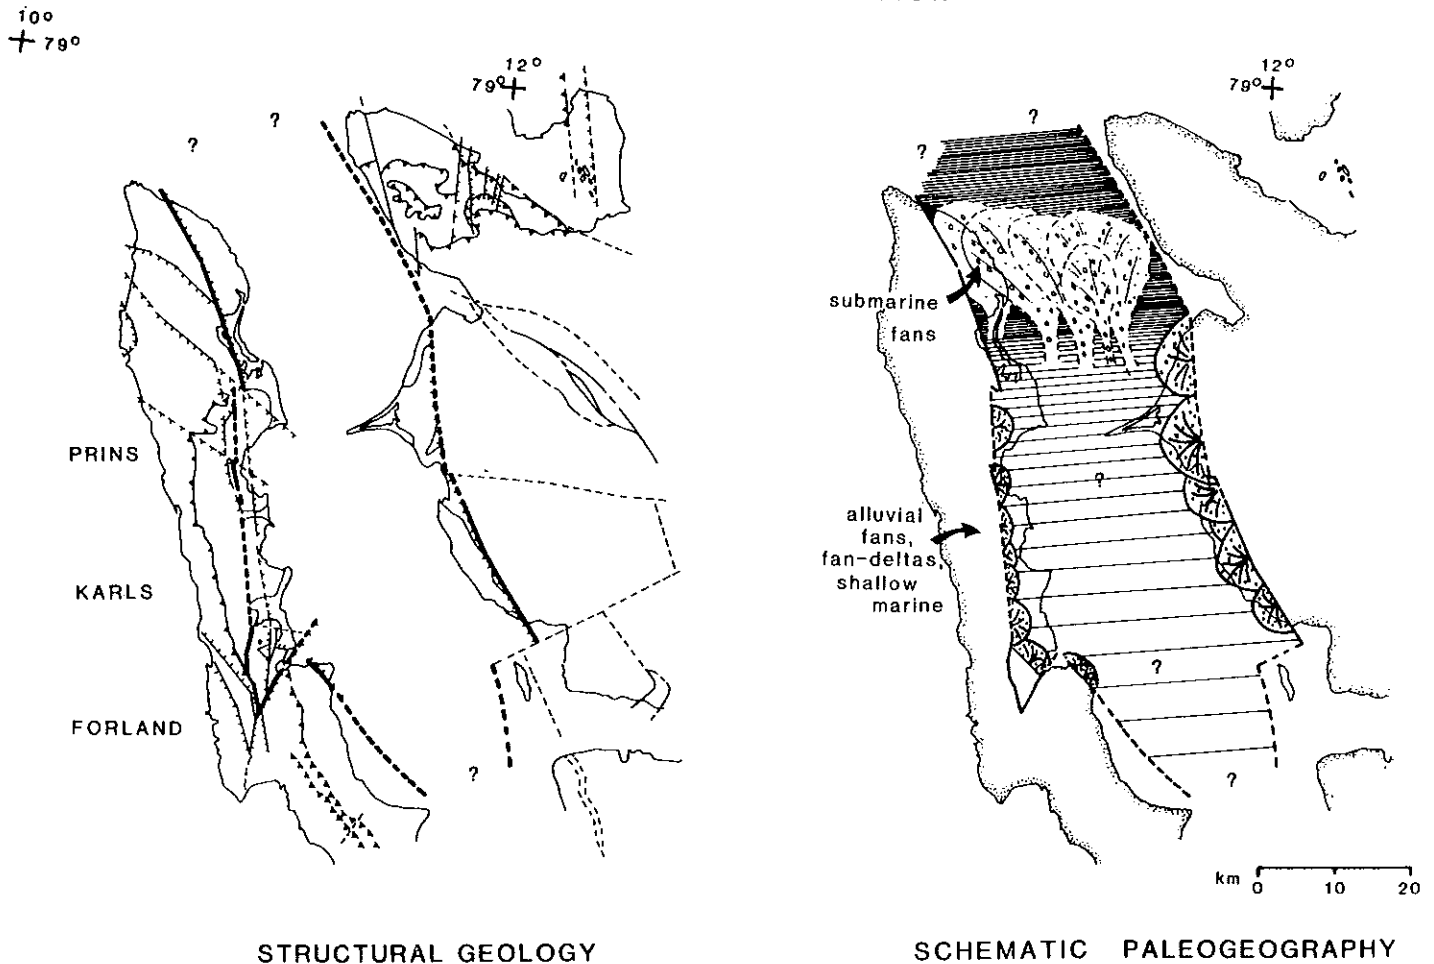 10°
79°
12°
79°
?
?
PRINS
KARLS
FORLAND
?
STRUCTURAL GEOLOGY
12°
79°
?
?
submarine
fans
?
alluvial
fans,
fan-deltas,
shallow
marine
?
?
km
0 10 20
SCHEMATIC PALEOGEOGRAPHY